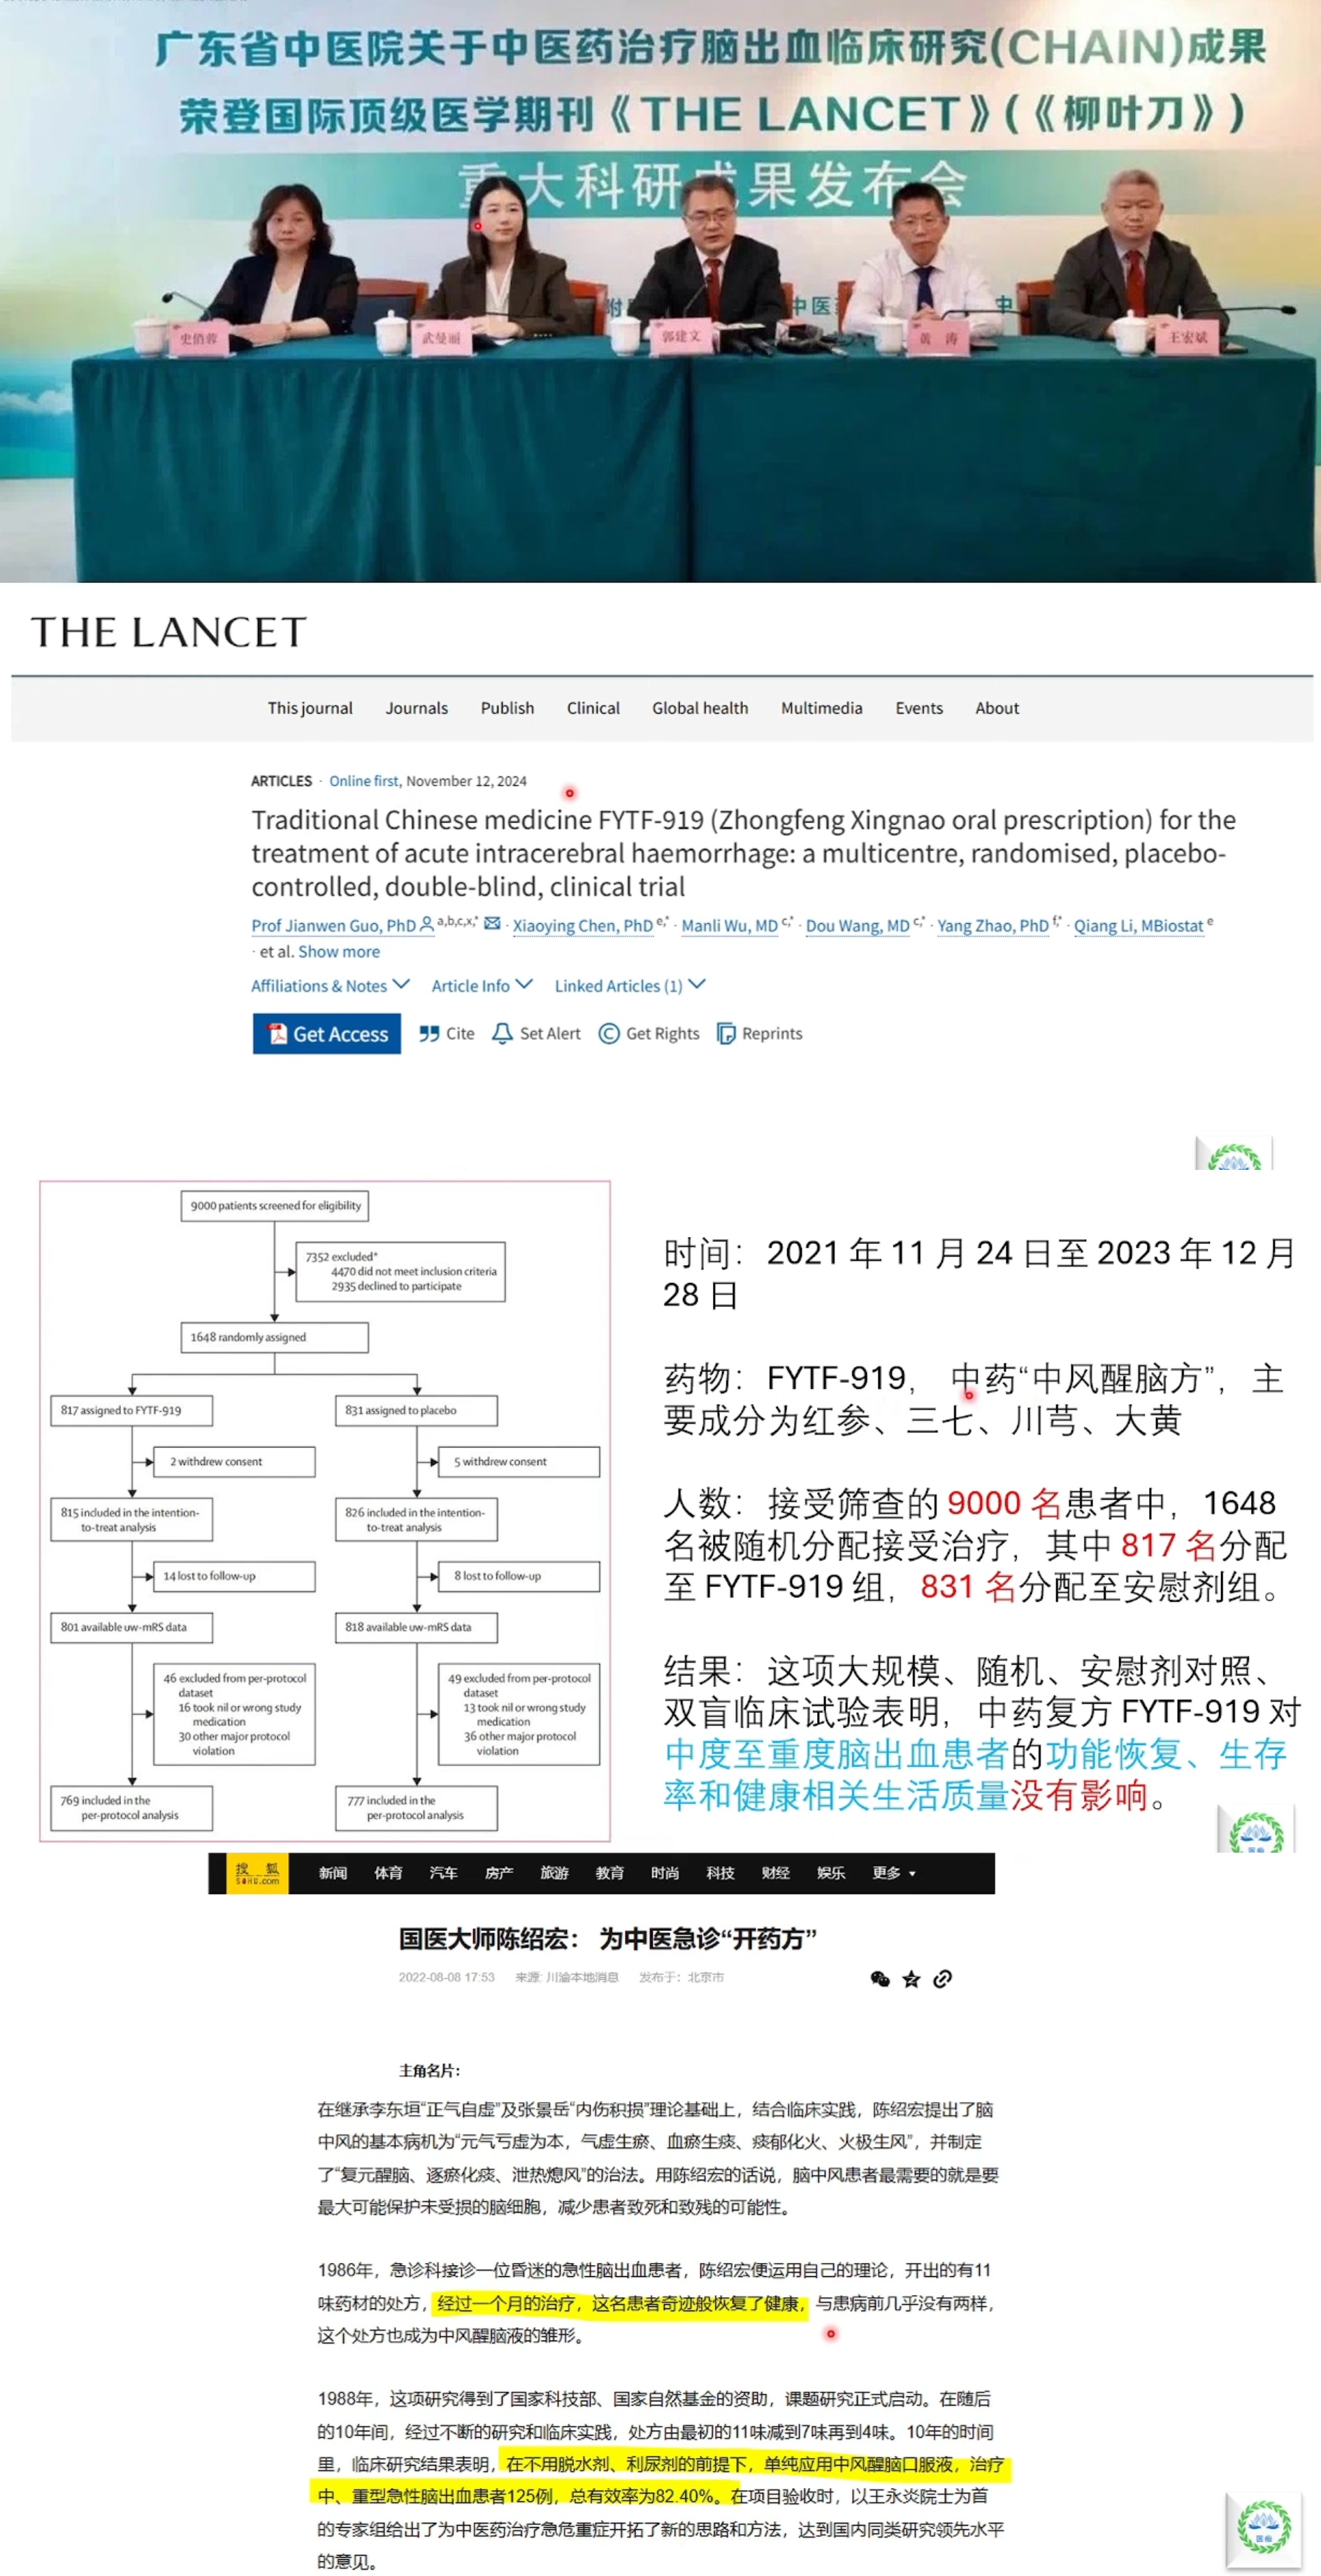 广东省中医院关于中医药治疗脑出血临床研究(CHAIN)成果
荣登国际顶级医学期刊《THE LANCET》(《柳叶刀》)
重大科研成果发布会
附
中医
中
史俏蓉
武曼丽
郭建文
黄 涛
王宏斌
THE LANCET
This journal Journals Publish Clinical Global health Multimedia Events About
ARTICLES · Online first, November 12, 2024
Traditional Chinese medicine FYTF-919 (Zhongfeng Xingnao oral prescription) for the
treatment of acute intracerebral haemorrhage: a multicentre, randomised, placebo-
controlled, double-blind, clinical trial
Prof Jianwen Guo, PhD a,b,c,x,* · Xiaoying Chen, PhD e,* · Manli Wu, MD c,* · Dou Wang, MD c,* · Yang Zhao, PhD f,* · Qiang Li, MBiostat e
· et al. Show more
Affiliations & Notes Article Info Linked Articles (1)
Get Access Cite Set Alert Get Rights Reprints
9000 patients screened for eligibility
7352 excluded*
4470 did not meet inclusion criteria
2935 declined to participate
1648 randomly assigned
817 assigned to FYTF-919
831 assigned to placebo
2 withdrew consent
5 withdrew consent
815 included in the intention-
to-treat analysis
826 included in the intention-
to-treat analysis
14 lost to follow-up
8 lost to follow-up
801 available uw-mRS data
818 available uw-mRS data
46 excluded from per-protocol
dataset
16 took nil or wrong study
medication
30 other major protocol
violation
49 excluded from per-protocol
dataset
13 took nil or wrong study
medication
36 other major protocol
violation
769 included in the
per-protocol analysis
777 included in the
per-protocol analysis
时间：2021 年 11 月 24 日至 2023 年 12 月
28 日
药物：FYTF-919， 中药“中风醒脑方”，主
要成分为红参、三七、川芎、大黄
人数：接受筛查的 9000 名患者中，1648
名被随机分配接受治疗，其中 817 名分配
至 FYTF-919 组，831 名分配至安慰剂组。
结果：这项大规模、随机、安慰剂对照、
双盲临床试验表明，中药复方 FYTF-919 对
中度至重度脑出血患者的功能恢复、生存
率和健康相关生活质量没有影响。
搜 狐
SOHU.com
新闻 体育 汽车 房产 旅游 教育 时尚 科技 财经 娱乐 更多
国医大师陈绍宏： 为中医急诊“开药方”
2022-08-08 17:53 来源: 川渝本地消息 发布于：北京市
主角名片：
在继承李东垣“正气自虚”及张景岳“内伤积损”理论基础上，结合临床实践，陈绍宏提出了脑
中风的基本病机为“元气亏虚为本，气虚生瘀、血瘀生痰、痰郁化火、火极生风”，并制定
了“复元醒脑、逐瘀化痰、泄热熄风”的治法。用陈绍宏的话说，脑中风患者最需要的就是要
最大可能保护未受损的脑细胞，减少患者致死和致残的可能性。
1986年，急诊科接诊一位昏迷的急性脑出血患者，陈绍宏便运用自己的理论，开出的有11
味药材的处方，经过一个月的治疗，这名患者奇迹般恢复了健康，与患病前几乎没有两样，
这个处方也成为中风醒脑液的雏形。
1988年，这项研究得到了国家科技部、国家自然基金的资助，课题研究正式启动。在随后
的10年间，经过不断的研究和临床实践，处方由最初的11味减到7味再到4味。10年的时间
里，临床研究结果表明，在不用脱水剂、利尿剂的前提下，单纯应用中风醒脑口服液，治疗
中、重型急性脑出血患者125例，总有效率为82.40%。在项目验收时，以王永炎院士为首
的专家组给出了为中医药治疗急危重症开拓了新的思路和方法，达到国内同类研究领先水平
的意见。